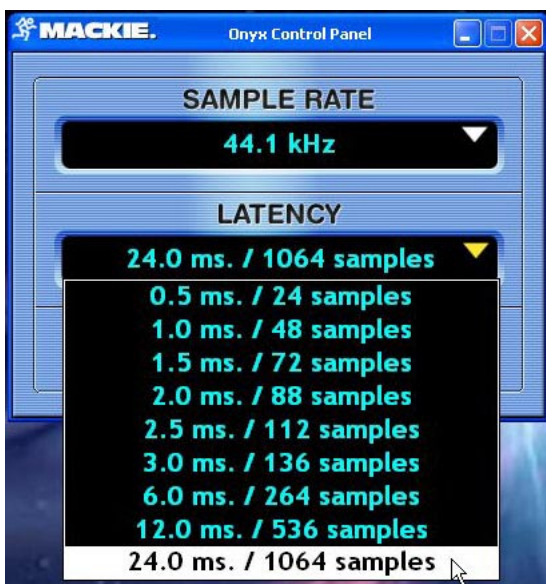 MACKIE. Onyx Control Panel
SAMPLE RATE
44.1 kHz
LATENCY
24.0 ms. / 1064 samples
0.5 ms. / 24 samples
1.0 ms. / 48 samples
1.5 ms. / 72 samples
2.0 ms. / 88 samples
2.5 ms. / 112 samples
3.0 ms. / 136 samples
6.0 ms. / 264 samples
12.0 ms. / 536 samples
24.0 ms. / 1064 samples